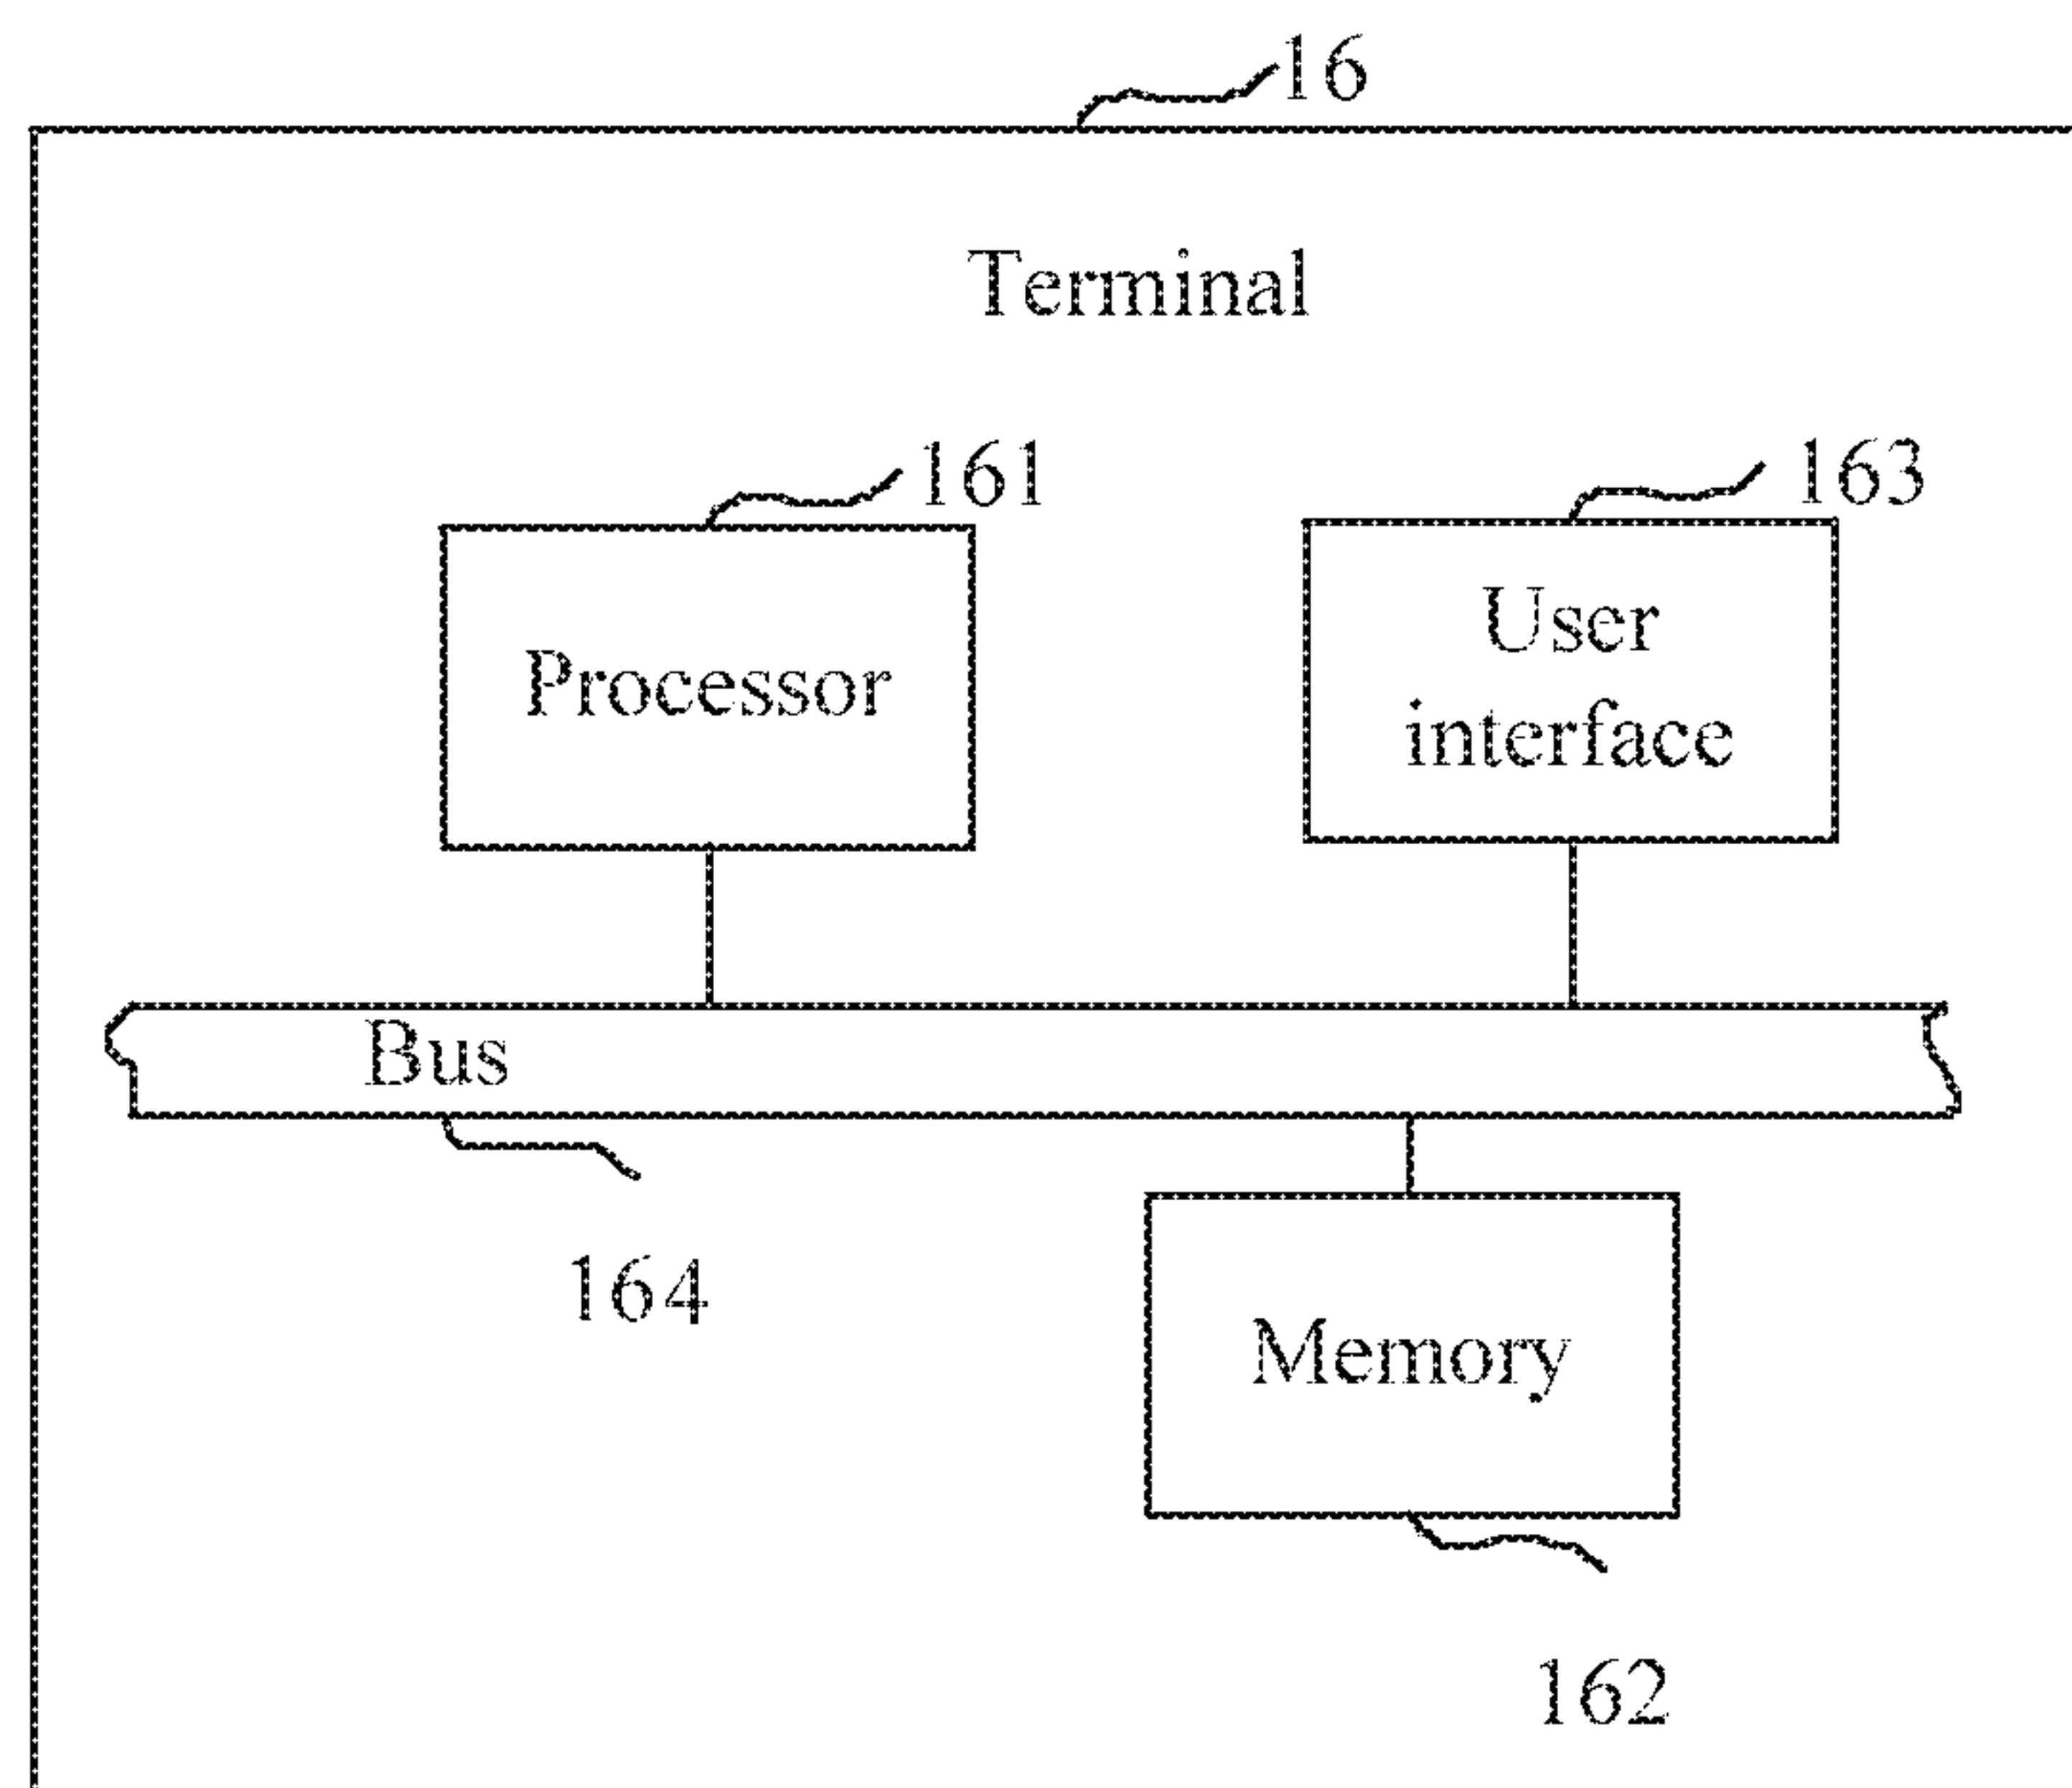 16
Terminal
161
163
Processor
User
interface
Bus
164
Memory
162